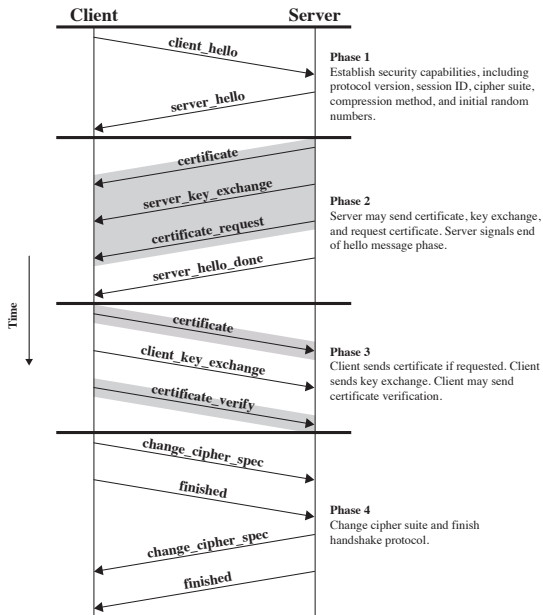 Client
Server
client_hello
server_hello
Phase 1
Establish security capabilities, including
protocol version, session ID, cipher suite,
compression method, and initial random
numbers.
certificate
server_key_exchange
certificate_request
server_hello_done
Phase 2
Server may send certificate, key exchange,
and request certificate. Server signals end
of hello message phase.
Time
certificate
client_key_exchange
certificate_verify
Phase 3
Client sends certificate if requested. Client
sends key exchange. Client may send
certificate verification.
change_cipher_spec
finished
change_cipher_spec
finished
Phase 4
Change cipher suite and finish
handshake protocol.